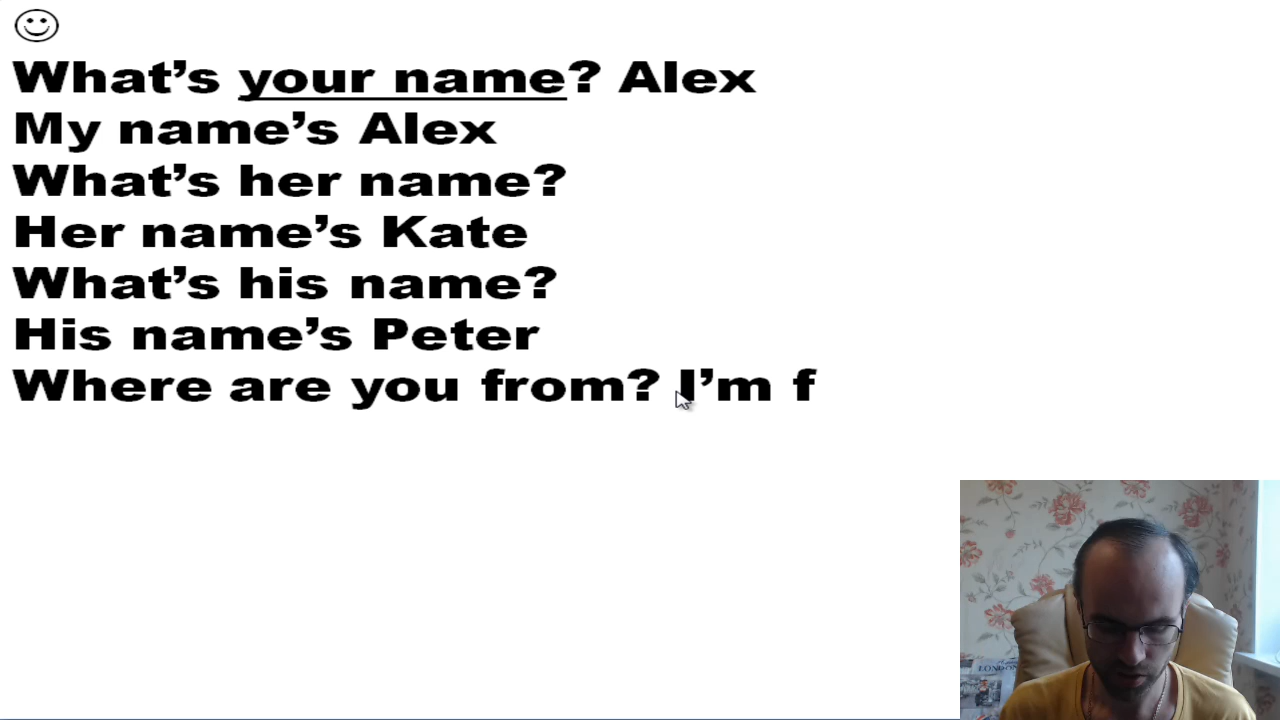 What’s your name? Alex
My name’s Alex
What’s her name?
Her name’s Kate
What’s his name?
His name’s Peter
Where are you from? I’m f
LONDON